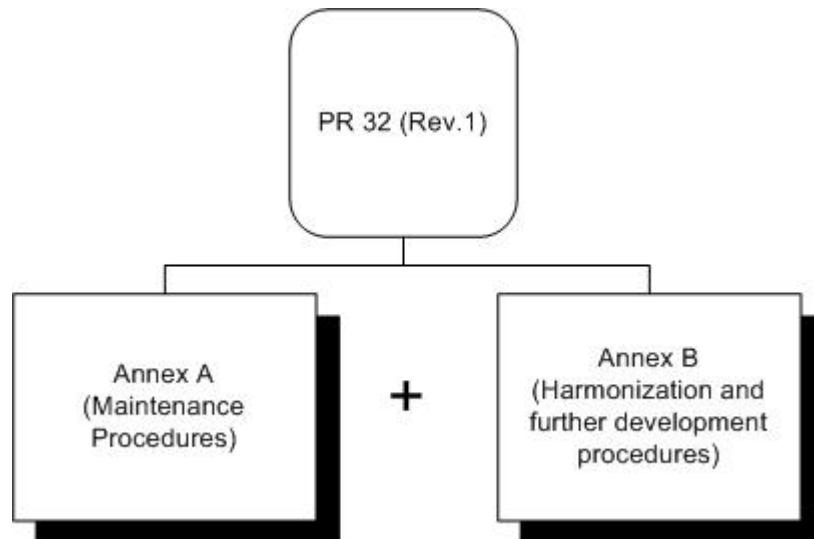 PR 32 (Rev.1)
Annex A
(Maintenance
Procedures)
+
Annex B
(Harmonization and
further development
procedures)